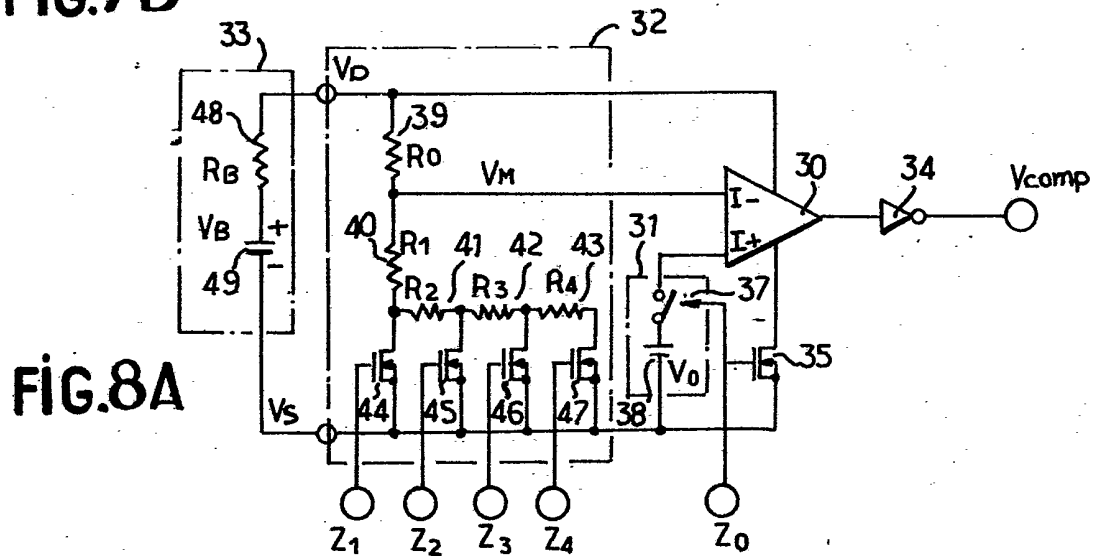 FIG.7B
33
32
VD
48
39
RB
R0
VM
30
34
Vcomp
I-
VB
+
40
R1
41
42
43
31
I+
49
-
R2
R3
R4
37
V0
35
FIG.8A
VS
44
45
46
47
38
Z1
Z2
Z3
Z4
Z0